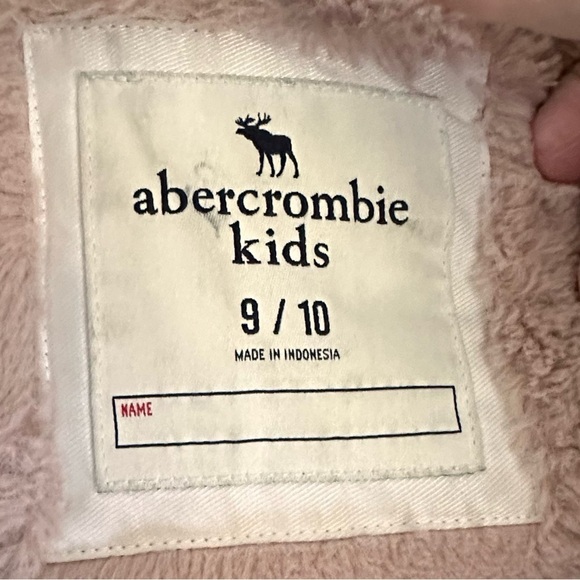 abercrombie
kids
9 / 10
MADE IN INDONESIA
NAME